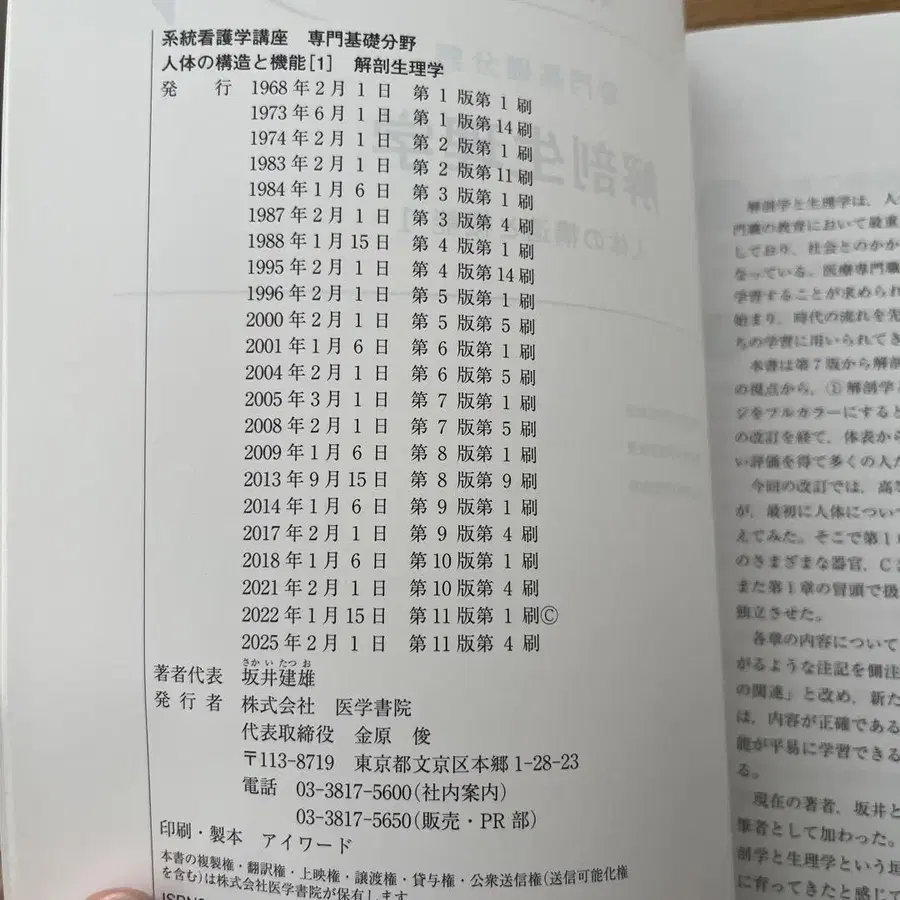 系統看護学講座 専門基礎分野
人体の構造と機能[1] 解剖生理学
発 行 1968年2月1日 第1版第1刷
1973年6月1日 第1版第14刷
1974年2月1日 第2版第1刷
1983年2月1日 第2版第11刷
1984年1月6日 第3版第1刷
1987年2月1日 第3版第4刷
1988年1月15日 第4版第1刷
1995年2月1日 第4版第14刷
1996年2月1日 第5版第1刷
2000年2月1日 第5版第5刷
2001年1月6日 第6版第1刷
2004年2月1日 第6版第5刷
2005年3月1日 第7版第1刷
2008年2月1日 第7版第5刷
2009年1月6日 第8版第1刷
2013年9月15日 第8版第9刷
2014年1月6日 第9版第1刷
2017年2月1日 第9版第4刷
2018年1月6日 第10版第1刷
2021年2月1日 第10版第4刷
2022年1月15日 第11版第1刷Ⓒ
2025年2月1日 第11版第4刷
さかいたつお
著者代表 坂井建雄
発行者 株式会社 医学書院
代表取締役 金原 俊
〒113-8719 東京都文京区本郷1-28-23
電話 03-3817-5600(社内案内)
03-3817-5650(販売・PR部)
印刷・製本 アイワード
本書の複製権・翻訳権・上映権・譲渡権・貸与権・公衆送信権(送信可能化権
を含む)は株式会社医学書院が保有します
解剖学と生理学は,人
門職の教育において最重
しており,社会とのかか
なっている。医療専門職
学習することが求められ
始まり,時代の流れを先
ちの学習に用いられてき
本書は第7版から解剖
の視点から,①解剖学と
ジをフルカラーにすると
の改訂を経て,体表から
い評価を得て多くの人た
今回の改訂では,高等
が,最初に人体につい
えてみた。そこで第1
のさまざまな器官,C
また第1章の冒頭で扱
独立させた。
各章の内容について
がるような注記を側注
の関連」と改め,新た
は,内容が正確である
能が平易に学習できる
る。
現在の著者,坂井と
筆者として加わった。
剖学と生理学という垣
に育ってきたと感じて